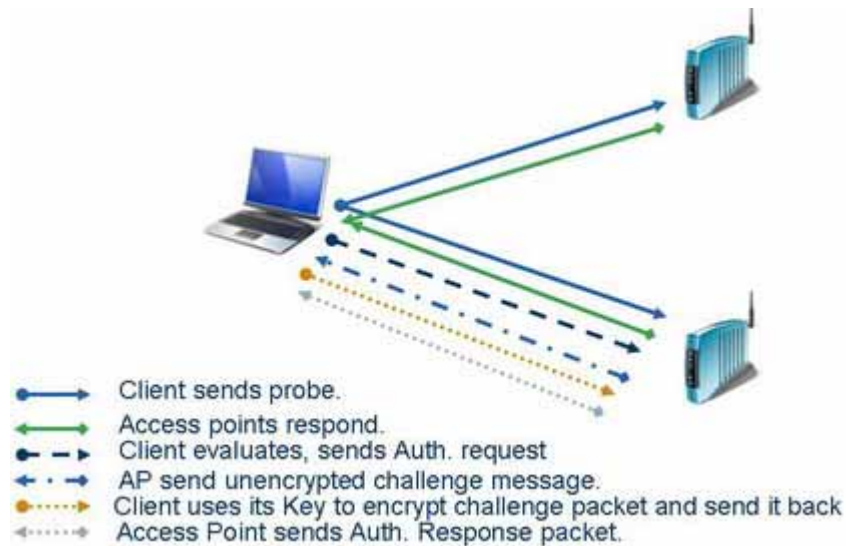 Client sends probe.
Access points respond.
Client evaluates, sends Auth. request
AP send unencrypted challenge message.
Client uses its Key to encrypt challenge packet and send it back
Access Point sends Auth. Response packet.